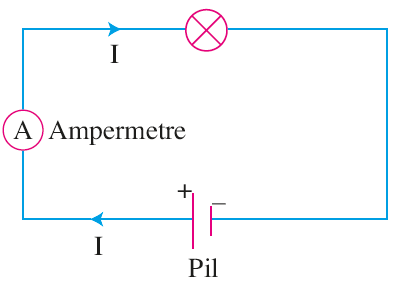 I
A Ampermetre
+ −
I
Pil